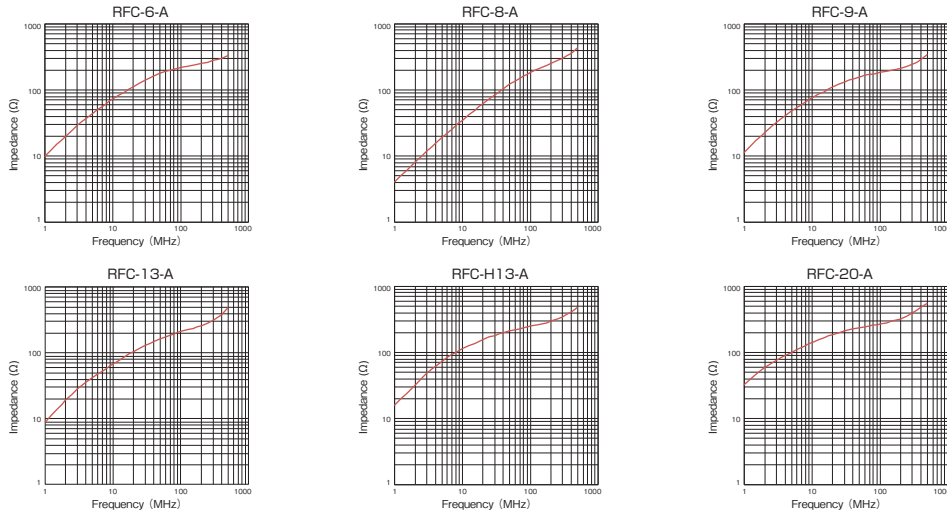 RFC-6-A
1000
100
10
1
Impedance (Ω)
1 10 100 1000
Frequency (MHz)
RFC-8-A
1000
100
10
1
Impedance (Ω)
1 10 100 1000
Frequency (MHz)
RFC-9-A
1000
100
10
1
Impedance (Ω)
1 10 100 1000
Frequency (MHz)
RFC-13-A
1000
100
10
1
Impedance (Ω)
1 10 100 1000
Frequency (MHz)
RFC-H13-A
1000
100
10
1
Impedance (Ω)
1 10 100 1000
Frequency (MHz)
RFC-20-A
1000
100
10
1
Impedance (Ω)
1 10 100 1000
Frequency (MHz)